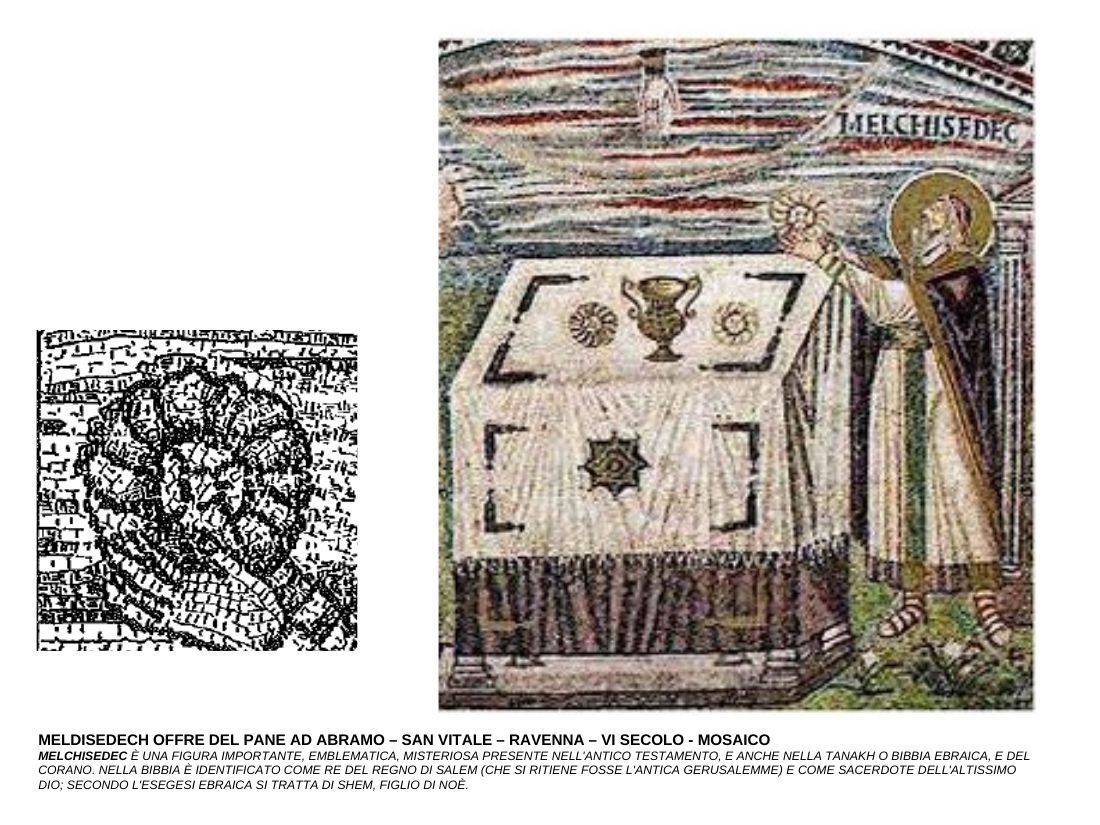 MELCHISEDEC
MELDISEDECH OFFRE DEL PANE AD ABRAMO – SAN VITALE – RAVENNA – VI SECOLO - MOSAICO
MELCHISEDEC È UNA FIGURA IMPORTANTE, EMBLEMATICA, MISTERIOSA PRESENTE NELL'ANTICO TESTAMENTO, E ANCHE NELLA TANAKH O BIBBIA EBRAICA, E DEL
CORANO. NELLA BIBBIA È IDENTIFICATO COME RE DEL REGNO DI SALEM (CHE SI RITIENE FOSSE L'ANTICA GERUSALEMME) E COME SACERDOTE DELL'ALTISSIMO
DIO; SECONDO L'ESEGESI EBRAICA SI TRATTA DI SHEM, FIGLIO DI NOÈ.